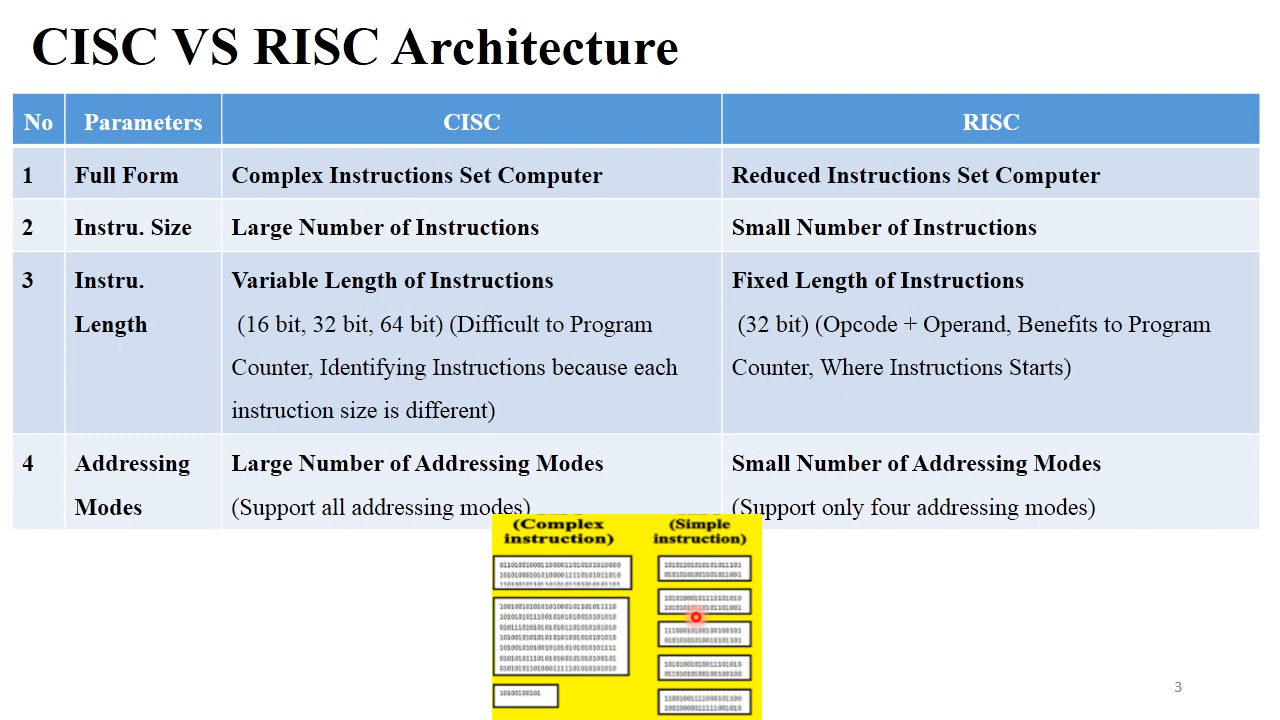 CISC VS RISC Architecture
No Parameters CISC RISC
1 Full Form Complex Instructions Set Computer Reduced Instructions Set Computer
2 Instru. Size Large Number of Instructions Small Number of Instructions
3 Instru. Length Variable Length of Instructions Fixed Length of Instructions
(16 bit, 32 bit, 64 bit) (Difficult to Program
Counter, Identifying Instructions because each
instruction size is different)
(32 bit) (Opcode + Operand, Benefits to Program
Counter, Where Instructions Starts)
4 Addressing Modes Large Number of Addressing Modes Small Number of Addressing Modes
(Support all addressing modes) (Support only four addressing modes)
(Complex
instruction)
(Simple
instruction)
10100100101
3